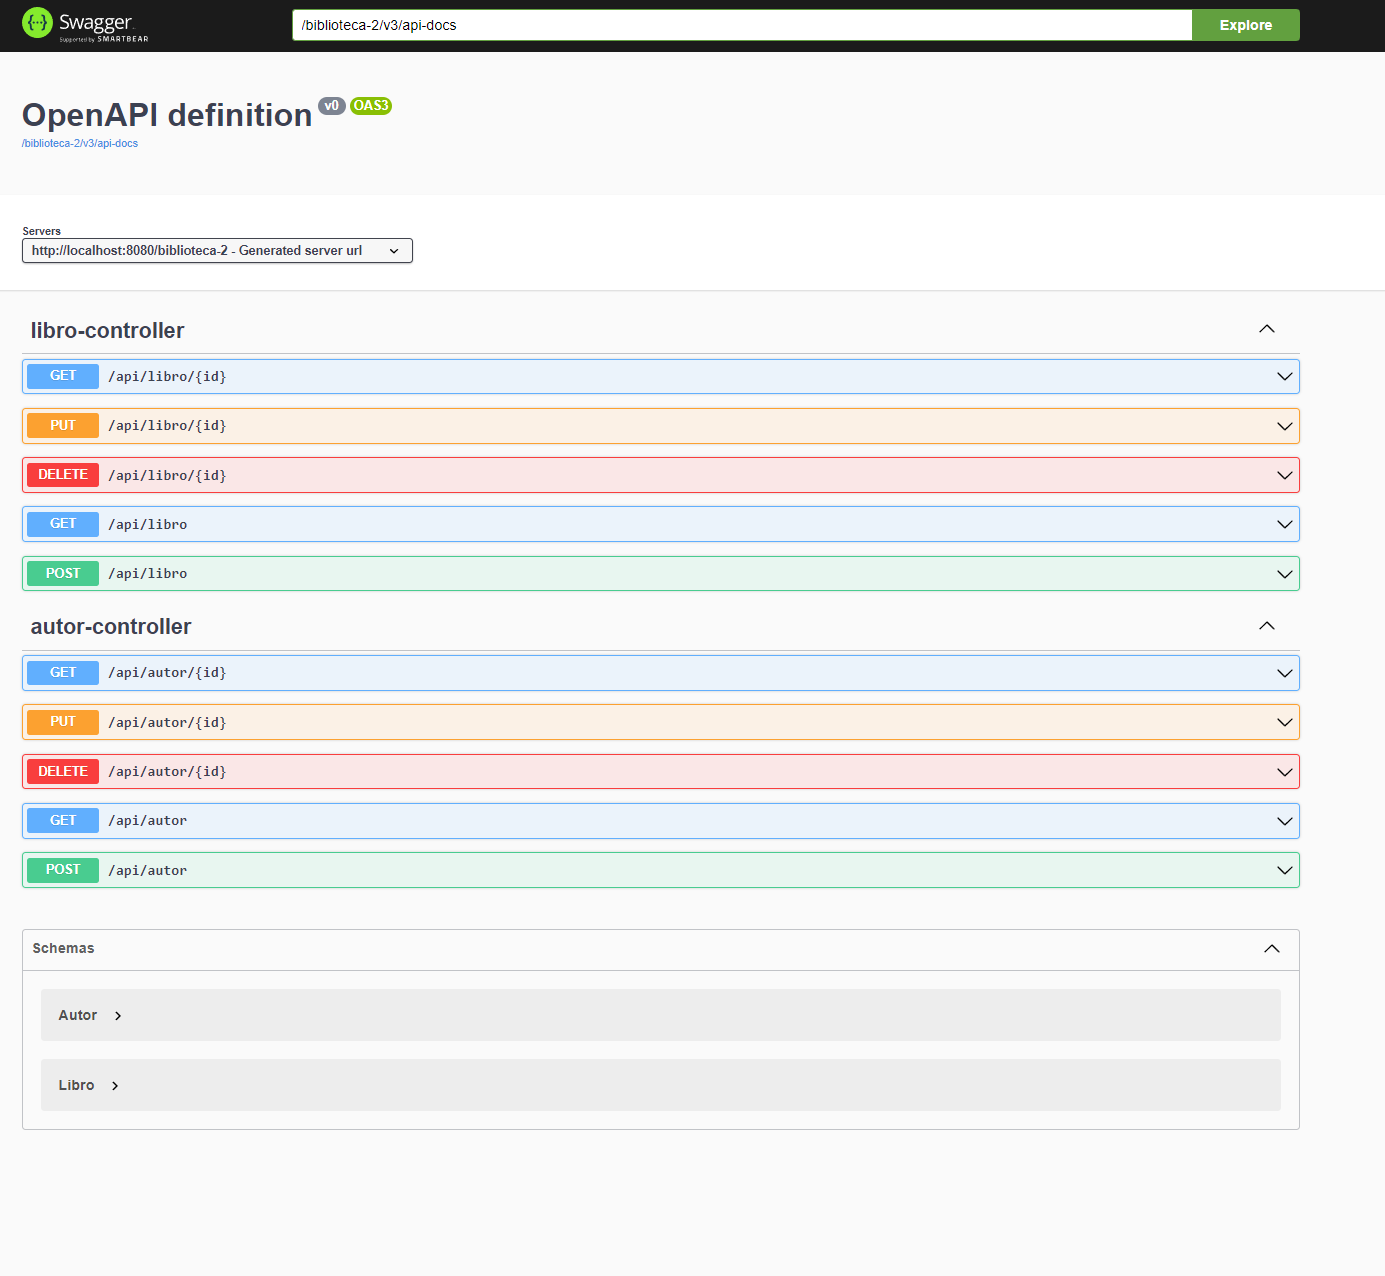 Swagger.
Supported by SMARTBEAR
/biblioteca-2/v3/api-docs
Explore
OpenAPI definition v0 OAS3
/biblioteca-2/v3/api-docs
Servers
http://localhost:8080/biblioteca-2 - Generated server url
libro-controller
GET /api/libro/{id}
PUT /api/libro/{id}
DELETE /api/libro/{id}
GET /api/libro
POST /api/libro
autor-controller
GET /api/autor/{id}
PUT /api/autor/{id}
DELETE /api/autor/{id}
GET /api/autor
POST /api/autor
Schemas
Autor
Libro